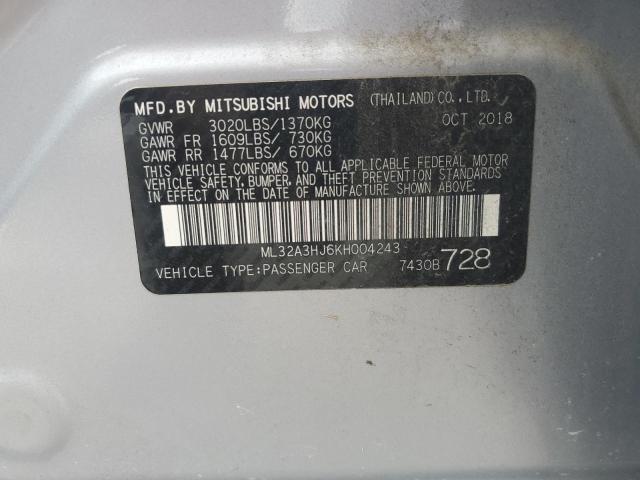 MFD.BY MITSUBISHI MOTORS (THAILAND)CO.,LTD.
GVWR 3020LBS/1370KG OCT 2018
GAWR FR 1609LBS/ 730KG
GAWR RR 1477LBS/ 670KG
THIS VEHICLE CONFORMS TO ALL APPLICABLE FEDERAL MOTOR
VEHICLE SAFETY, BUMPER, AND THEFT PREVENTION STANDARDS
IN EFFECT ON THE DATE OF MANUFACTURE SHOWN ABOVE.
ML32A3HJ6KH004243
VEHICLE TYPE:PASSENGER CAR 7430B 728